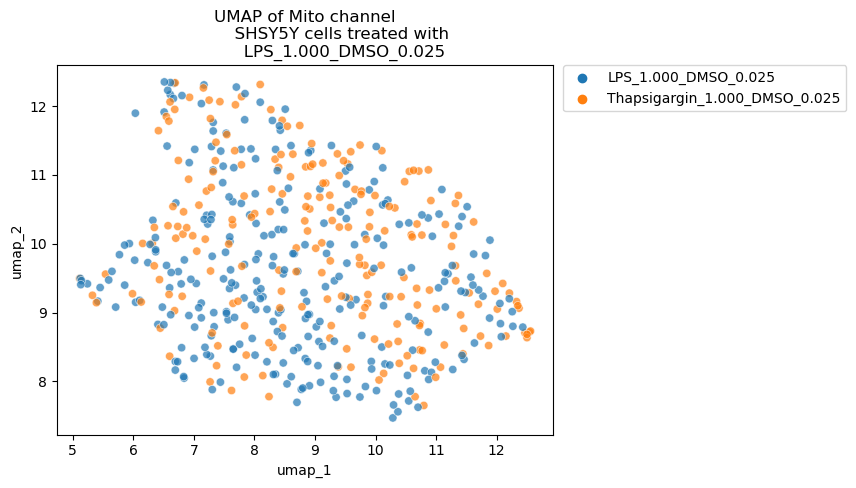 UMAP of Mito channel
SHSY5Y cells treated with
LPS_1.000_DMSO_0.025
LPS_1.000_DMSO_0.025
Thapsigargin_1.000_DMSO_0.025
umap_2
12
11
10
9
8
5
6
7
8
9
10
11
12
umap_1